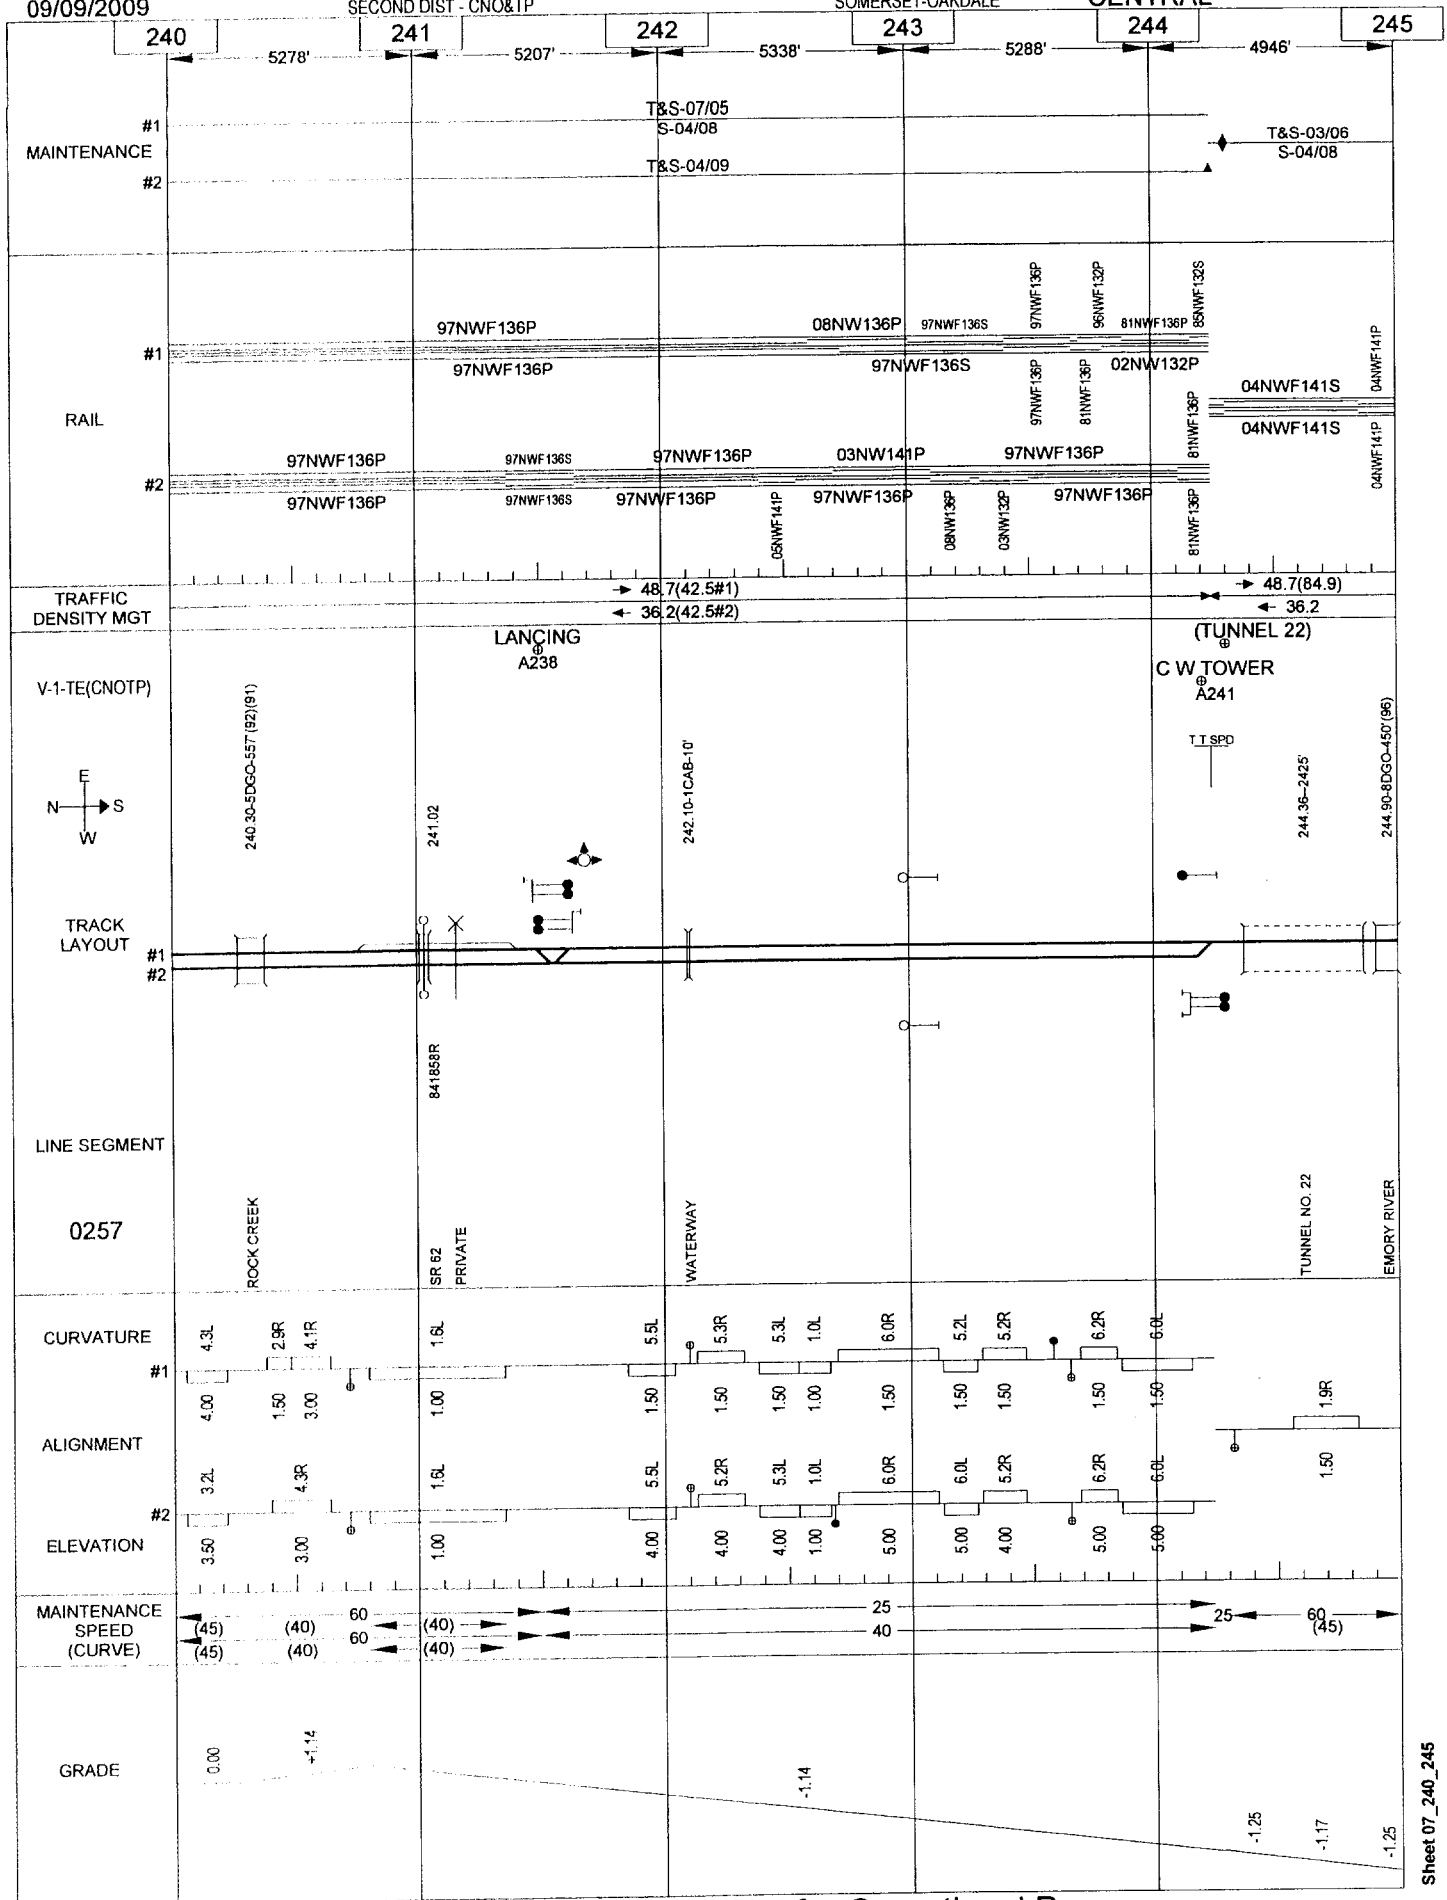 09/09/2009 SECOND DIST - CNO&TP SOMERSET-OAKDALE CENTRAL
240 241 242 243 244 245
5278' 5207' 5338' 5288' 4946'
MAINTENANCE
#1
T&S-07/05
S-04/08
T&S-03/06
S-04/08
#2
T&S-04/09
RAIL
#1
97NWF136P 08NW136P 97NWF136S 97NWF136P 96NWF132P 81NWF136P 85NWF132S
97NWF136P 97NWF136S 97NWF136P 81NWF136P 02NW132P
04NWF141S 04NWF141P
04NWF141S 04NWF141P
#2
97NWF136P 97NWF136S 97NWF136P 03NW141P 97NWF136P 81NWF136P
97NWF136P 97NWF136S 97NWF136P 05NWF141P 97NWF136P 08NW136P 03NW132P 97NWF136P 81NWF136P
TRAFFIC
DENSITY MGT
48.7(42.5#1) 48.7(84.9)
36.2(42.5#2) 36.2
V-1-TE(CNOTP)
LANCING
A238
(TUNNEL 22)
C W TOWER
A241
T T SPD
E
N S
W
240.30-5DGO-557'(92)(91)
241.02
242.10-1CAB-10'
244.36--2425'
244.90-8DGO-450'(96)
TRACK
LAYOUT
#1
#2
841858R
LINE SEGMENT
0257
ROCK CREEK
SR 62
PRIVATE
WATERWAY
TUNNEL NO. 22
EMORY RIVER
CURVATURE
#1
4.3L 2.9R 4.1R 1.6L 5.5L 5.3R 5.3L 1.0L 6.0R 5.2L 5.2R 6.2R 6.0L
4.00 1.50 3.00 1.00 1.50 1.50 1.50 1.00 1.50 1.50 1.50 1.50 1.50
1.9R
1.50
ALIGNMENT
#2
3.2L 4.3R 1.6L 5.5L 5.2R 5.3L 1.0L 6.0R 6.0L 5.2R 6.2R 6.0L
3.50 3.00 1.00 4.00 4.00 4.00 1.00 5.00 5.00 4.00 5.00 5.00
ELEVATION
MAINTENANCE
SPEED
(CURVE)
60 25 25 60
(45) (40) (40) (45)
60 40
(45) (40) (40)
GRADE
0.00 +1.14 -1.14 -1.25 -1.17 -1.25
Sheet 07_240_245